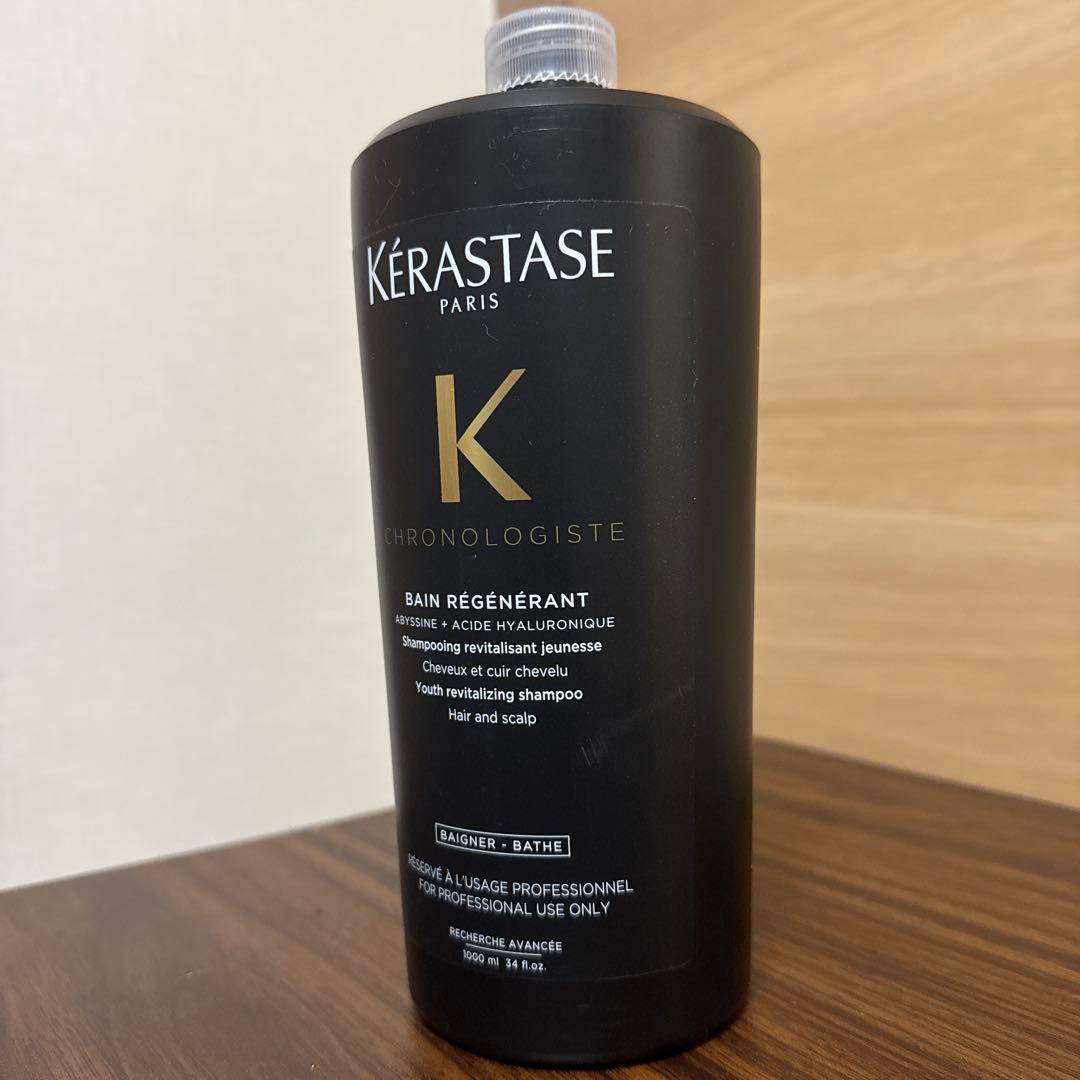 KÉRASTASE
PARIS
K
CHRONOLOGISTE
BAIN RÉGÉNÉRANT
ABYSSINE + ACIDE HYALURONIQUE
Shampooing revitalisant jeunesse
Cheveux et cuir chevelu
Youth revitalizing shampoo
Hair and scalp
BAIGNER - BATHE
RÉSERVÉ À L'USAGE PROFESSIONNEL
FOR PROFESSIONAL USE ONLY
RECHERCHE AVANCÉE
1000 ml 34 fl.oz.